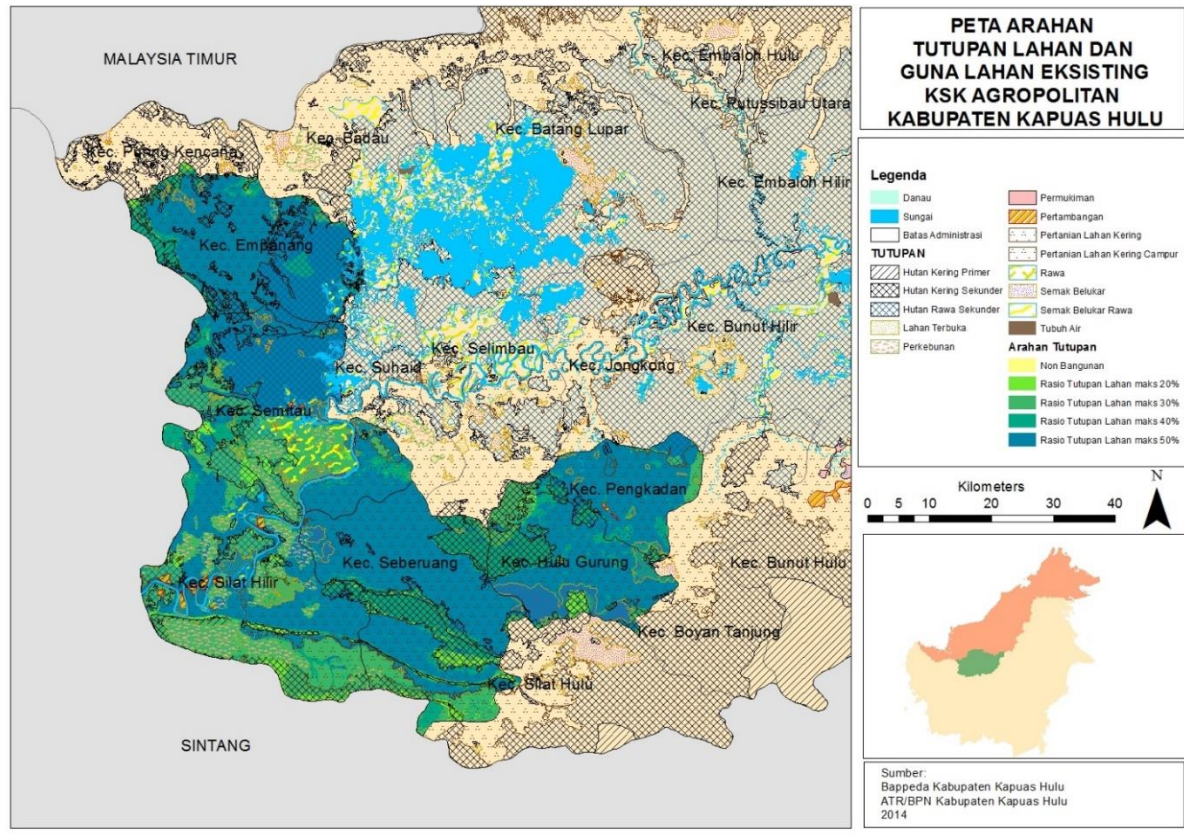 PETA ARAHAN
TUTUPAN LAHAN DAN
GUNA LAHAN EKSISTING
KSK AGROPOLITAN
KABUPATEN KAPUAS HULU
MALAYSIA TIMUR
Kec. Embaloh Hulu
Kec. Putussibau Utara
Kec. Batang Lupar
Kec. Badau
Kec. Puring Kencana
Kec. Embaloh Hilir
Kec. Empanang
Kec. Bunut Hilir
Kec. Selimbau
Kec. Suhaid
Kec. Jongkong
Kec. Semitau
Kec. Pengkadan
Kec. Seberuang
Kec. Hulu Gurung
Kec. Bunut Hulu
Kec. Silat Hilir
Kec. Boyan Tanjung
Kec. Silat Hulu
SINTANG
Legenda
Danau
Sungai
Batas Administrasi
TUTUPAN
Hutan Kering Primer
Hutan Kering Sekunder
Hutan Rawa Sekunder
Lahan Terbuka
Perkebunan
Permukiman
Pertambangan
Pertanian Lahan Kering
Pertanian Lahan Kering Campur
Rawa
Semak Belukar
Semak Belukar Rawa
Tubuh Air
Arahan Tutupan
Non Bangunan
Rasio Tutupan Lahan maks 20%
Rasio Tutupan Lahan maks 30%
Rasio Tutupan Lahan maks 40%
Rasio Tutupan Lahan maks 50%
N
Kilometers
0 5 10 20 30 40
Sumber:
Bappeda Kabupaten Kapuas Hulu
ATR/BPN Kabupaten Kapuas Hulu
2014